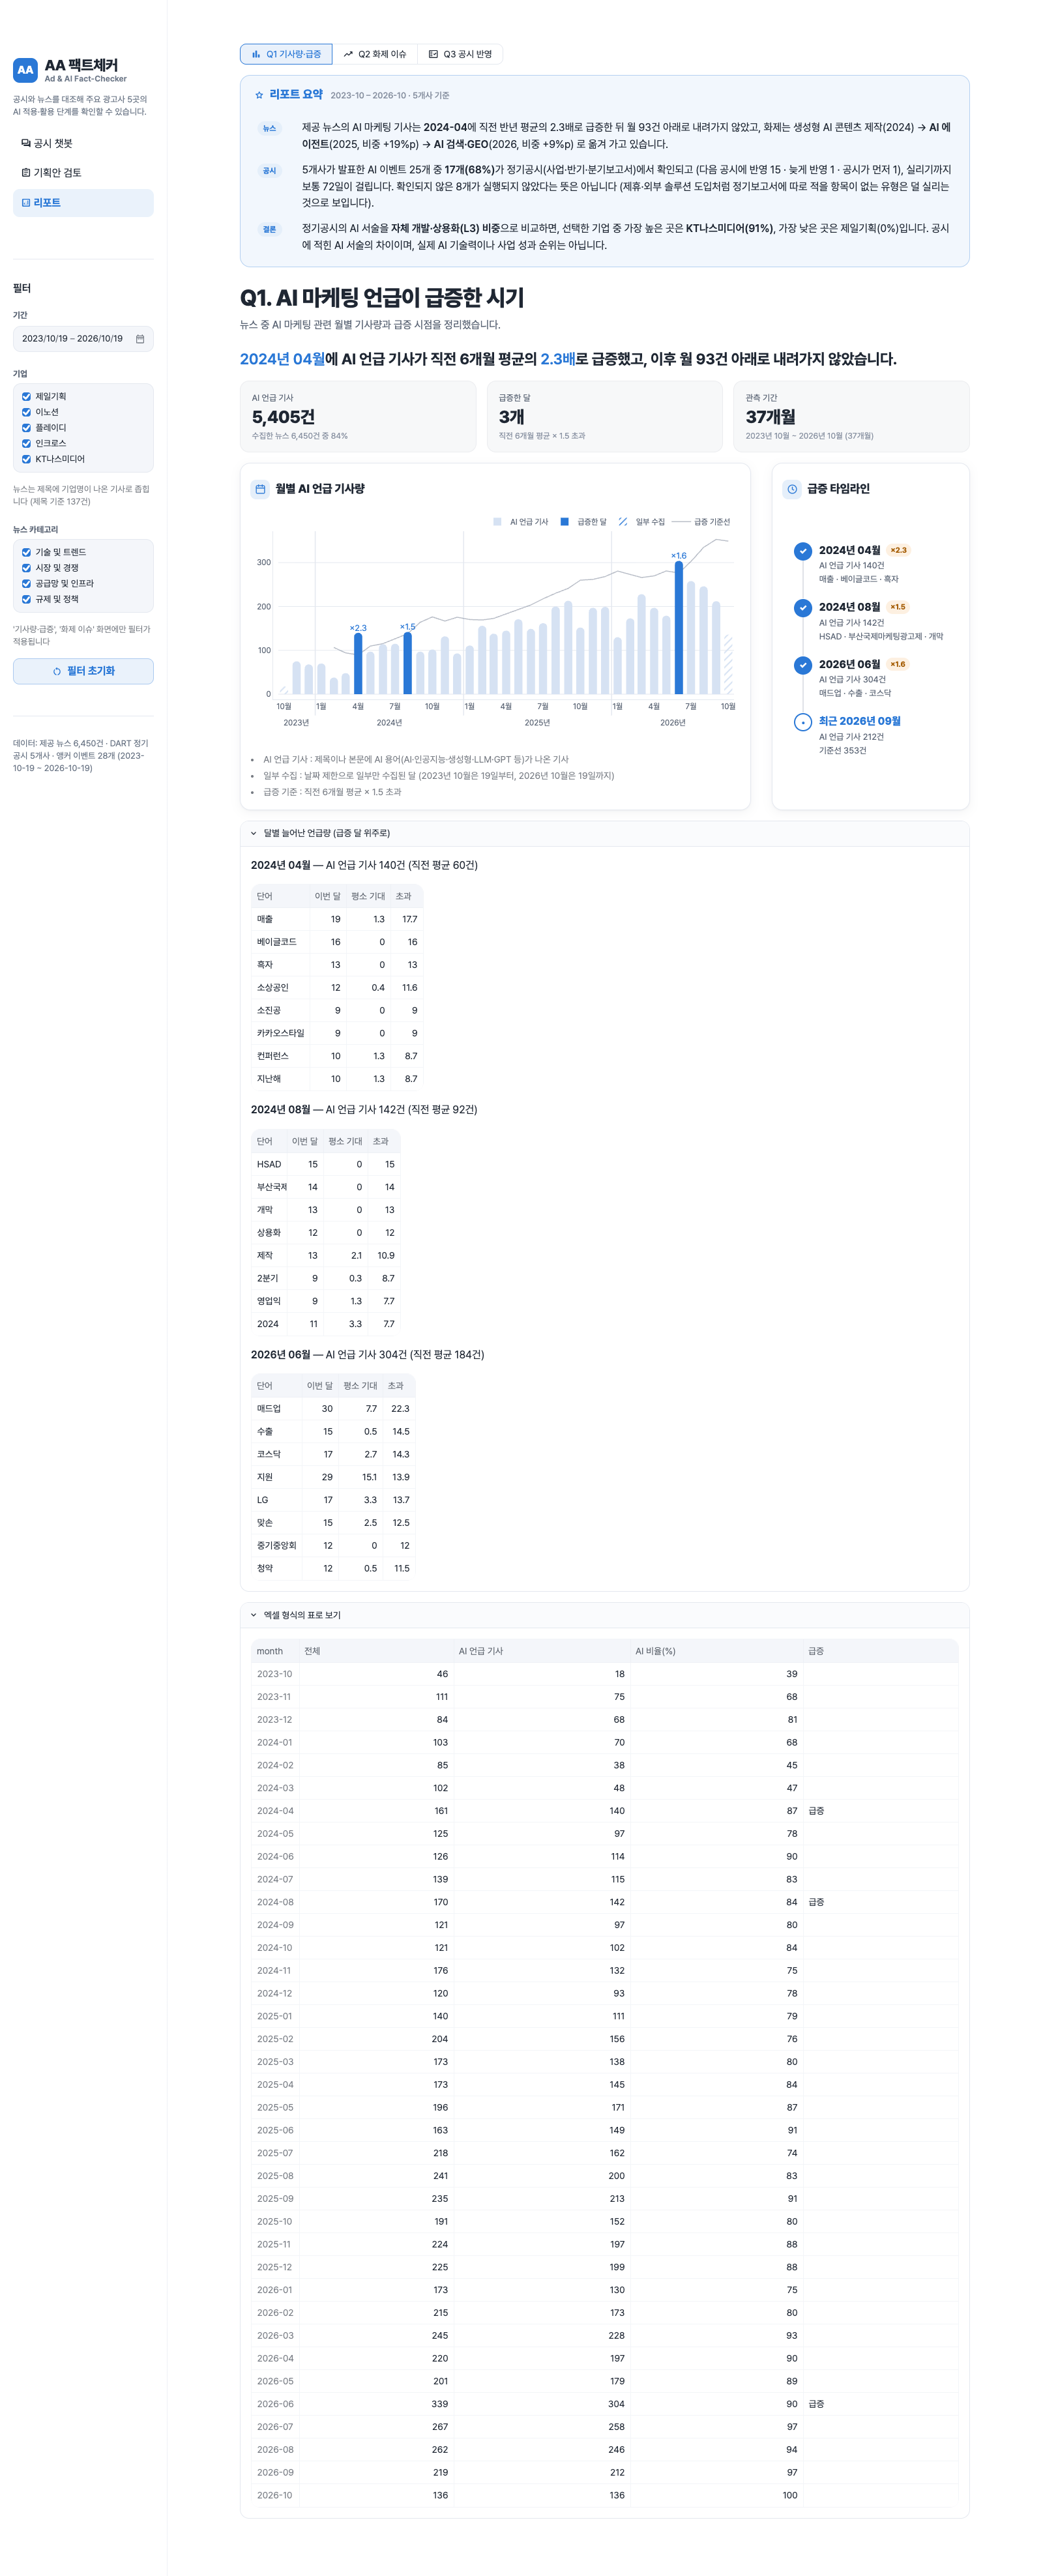 AA
AA 팩트체커
Ad & AI Fact-Checker
공시와 뉴스를 대조해 주요 광고사 5곳의
AI 적용·활용 단계를 확인할 수 있습니다.
공시 챗봇
기획안 검토
리포트
필터
기간
2023/10/19 – 2026/10/19
기업
제일기획
이노션
플레이디
인크로스
KT나스미디어
뉴스는 제목에 기업명이 나온 기사로 좁힙
니다 (제목 기준 137건)
뉴스 카테고리
기술 및 트렌드
시장 및 경쟁
공급망 및 인프라
규제 및 정책
'기사량·급증', '화제 이슈' 화면에만 필터가
적용됩니다
필터 초기화
데이터: 제공 뉴스 6,450건 · DART 정기
공시 5개사 · 앵커 이벤트 28개 (2023-
10-19 ~ 2026-10-19)
Q1 기사량·급증
Q2 화제 이슈
Q3 공시 반영
리포트 요약 2023-10 – 2026-10 · 5개사 기준
뉴스
제공 뉴스의 AI 마케팅 기사는 2024-04에 직전 반년 평균의 2.3배로 급증한 뒤 월 93건 아래로 내려가지 않았고, 화제는 생성형 AI 콘텐츠 제작(2024) → AI 에
이전트(2025, 비중 +19%p) → AI 검색·GEO(2026, 비중 +9%p) 로 옮겨 가고 있습니다.
공시
5개사가 발표한 AI 이벤트 25개 중 17개(68%)가 정기공시(사업·반기·분기보고서)에서 확인되고 (다음 공시에 반영 15 · 늦게 반영 1 · 공시가 먼저 1), 실리기까지
보통 72일이 걸립니다. 확인되지 않은 8개가 실행되지 않았다는 뜻은 아닙니다 (제휴·외부 솔루션 도입처럼 정기보고서에 따로 적을 항목이 없는 유형은 덜 실리는
것으로 보입니다).
결론
정기공시의 AI 서술을 자체 개발·상용화(L3) 비중으로 비교하면, 선택한 기업 중 가장 높은 곳은 KT나스미디어(91%), 가장 낮은 곳은 제일기획(0%)입니다. 공시
에 적힌 AI 서술의 차이이며, 실제 AI 기술력이나 사업 성과 순위는 아닙니다.
Q1. AI 마케팅 언급이 급증한 시기
뉴스 중 AI 마케팅 관련 월별 기사량과 급증 시점을 정리했습니다.
2024년 04월에 AI 언급 기사가 직전 6개월 평균의 2.3배로 급증했고, 이후 월 93건 아래로 내려가지 않았습니다.
AI 언급 기사
5,405건
수집한 뉴스 6,450건 중 84%
급증한 달
3개
직전 6개월 평균 × 1.5 초과
관측 기간
37개월
2023년 10월 ~ 2026년 10월 (37개월)
월별 AI 언급 기사량
AI 언급 기사 급증한 달 일부 수집 급증 기준선
300
200
100
0
×2.3
×1.5
×1.6
10월 1월 4월 7월 10월 1월 4월 7월 10월 1월 4월 7월 10월
2023년 2024년 2025년 2026년
• AI 언급 기사 : 제목이나 본문에 AI 용어(AI·인공지능·생성형·LLM·GPT 등)가 나온 기사
• 일부 수집 : 날짜 제한으로 일부만 수집된 달 (2023년 10월은 19일부터, 2026년 10월은 19일까지)
• 급증 기준 : 직전 6개월 평균 × 1.5 초과
급증 타임라인
2024년 04월 ×2.3
AI 언급 기사 140건
매출 · 베이글코드 · 흑자
2024년 08월 ×1.5
AI 언급 기사 142건
HSAD · 부산국제마케팅광고제 · 개막
2026년 06월 ×1.6
AI 언급 기사 304건
매드업 · 수출 · 코스닥
최근 2026년 09월
AI 언급 기사 212건
기준선 353건
달별 늘어난 언급량 (급증 달 위주로)
2024년 04월 — AI 언급 기사 140건 (직전 평균 60건)
단어 이번 달 평소 기대 초과
매출 19 1.3 17.7
베이글코드 16 0 16
흑자 13 0 13
소상공인 12 0.4 11.6
소진공 9 0 9
카카오스타일 9 0 9
컨퍼런스 10 1.3 8.7
지난해 10 1.3 8.7
2024년 08월 — AI 언급 기사 142건 (직전 평균 92건)
단어 이번 달 평소 기대 초과
HSAD 15 0 15
부산국제 14 0 14
개막 13 0 13
상용화 12 0 12
제작 13 2.1 10.9
2분기 9 0.3 8.7
영업익 9 1.3 7.7
2024 11 3.3 7.7
2026년 06월 — AI 언급 기사 304건 (직전 평균 184건)
단어 이번 달 평소 기대 초과
매드업 30 7.7 22.3
수출 15 0.5 14.5
코스닥 17 2.7 14.3
지원 29 15.1 13.9
LG 17 3.3 13.7
맞손 15 2.5 12.5
중기중앙회 12 0 12
청약 12 0.5 11.5
엑셀 형식의 표로 보기
month 전체 AI 언급 기사 AI 비율(%) 급증
2023-10 46 18 39
2023-11 111 75 68
2023-12 84 68 81
2024-01 103 70 68
2024-02 85 38 45
2024-03 102 48 47
2024-04 161 140 87 급증
2024-05 125 97 78
2024-06 126 114 90
2024-07 139 115 83
2024-08 170 142 84 급증
2024-09 121 97 80
2024-10 121 102 84
2024-11 176 132 75
2024-12 120 93 78
2025-01 140 111 79
2025-02 204 156 76
2025-03 173 138 80
2025-04 173 145 84
2025-05 196 171 87
2025-06 163 149 91
2025-07 218 162 74
2025-08 241 200 83
2025-09 235 213 91
2025-10 191 152 80
2025-11 224 197 88
2025-12 225 199 88
2026-01 173 130 75
2026-02 215 173 80
2026-03 245 228 93
2026-04 220 197 90
2026-05 201 179 89
2026-06 339 304 90 급증
2026-07 267 258 97
2026-08 262 246 94
2026-09 219 212 97
2026-10 136 136 100